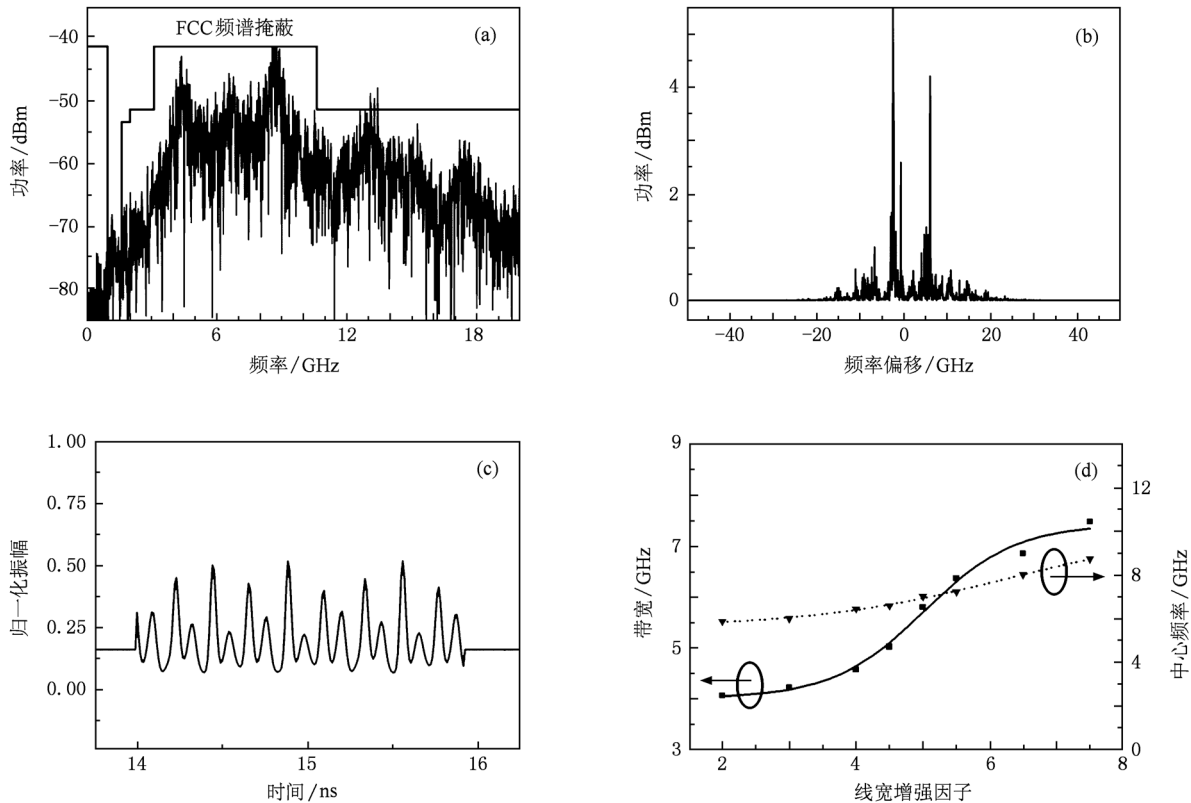 FCC频谱掩蔽
(a)
−40
−50
−60
−70
−80
功率/dBm
0
6
12
18
频率/GHz
(b)
4
2
0
功率/dBm
−40
−20
0
20
40
频率偏移/GHz
(c)
1.00
0.75
0.50
0.25
0.00
归一化振幅
14
15
16
时间/ns
(d)
9
7
5
3
带宽/GHz
12
8
4
0
中心频率/GHz
2
4
6
8
线宽增强因子